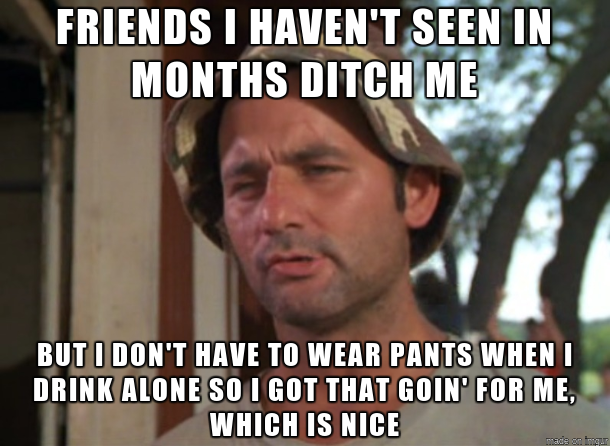 FRIENDS I HAVEN'T SEEN IN
MONTHS DITCH ME
BUT I DON'T HAVE TO WEAR PANTS WHEN I
DRINK ALONE SO I GOT THAT GOIN' FOR ME,
WHICH IS NICE
made on imgur